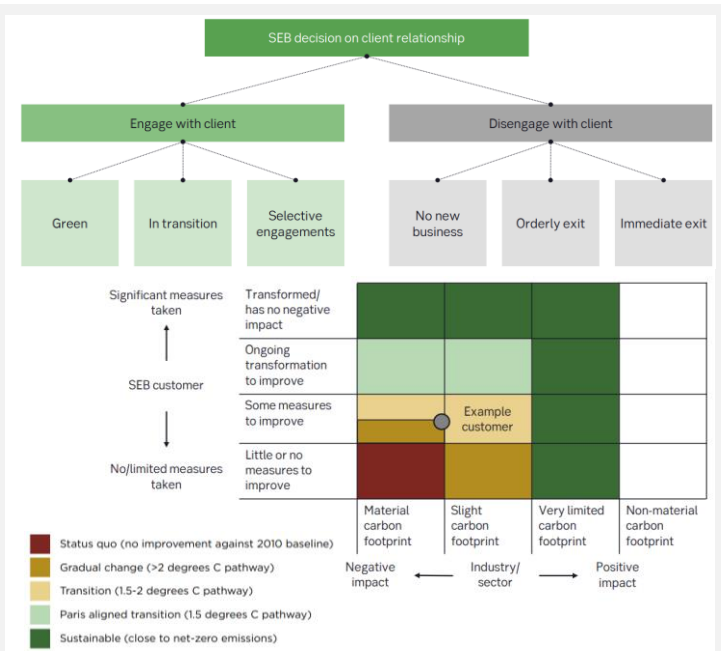 SEB decision on client relationship
Engage with client
Disengage with client
Green
In transition
Selective
engagements
No new
business
Orderly exit
Immediate exit
Significant measures
taken
SEB customer
No/limited measures
taken
Transformed/
has no negative
impact
Ongoing
transformation
to improve
Some measures
to improve
Little or no
measures to
improve
Example
customer
Material
carbon
footprint
Slight
carbon
footprint
Very limited
carbon
footprint
Non-material
carbon
footprint
Negative
impact
Industry/
sector
Positive
impact
Status quo (no improvement against 2010 baseline)
Gradual change (>2 degrees C pathway)
Transition (1.5-2 degrees C pathway)
Paris aligned transition (1.5 degrees C pathway)
Sustainable (close to net-zero emissions)